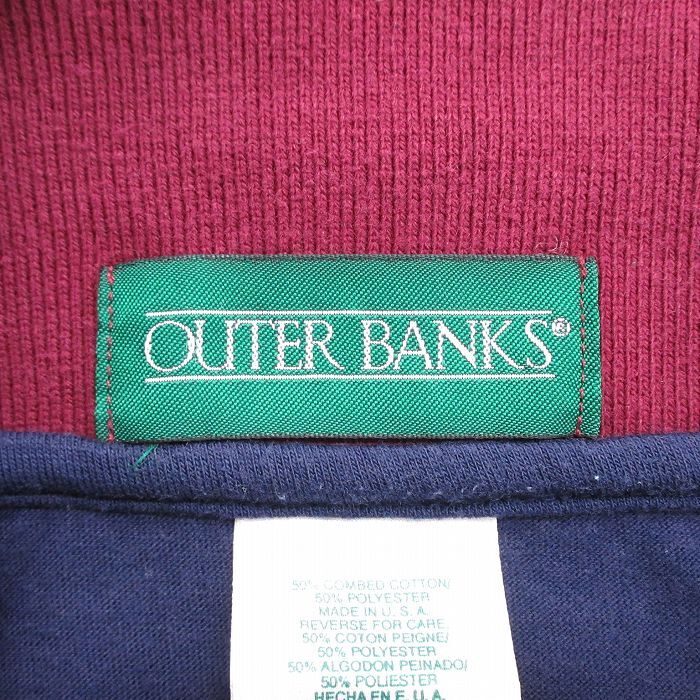 OUTER BANKS®
50% COMBED COTTON/
50% POLYESTER
MADE IN U.S.A.
REVERSE FOR CARE.
50% COTON PEIGNE/
50% POLYESTER
50% ALGODON PEINADO/
50% POLIESTER
HECHA EN E.U.A.